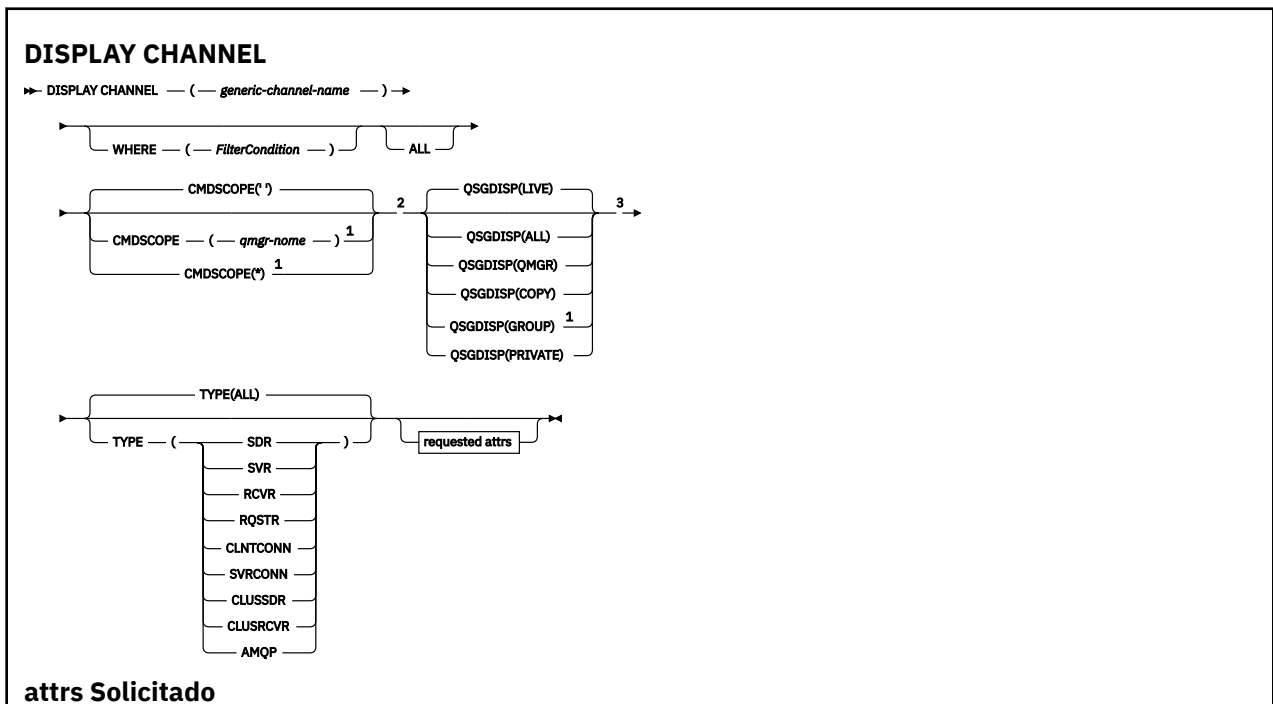 DISPLAY CHANNEL
DISPLAY CHANNEL — ( — generic-channel-name — )
WHERE — ( — FilterCondition — ) ALL
CMDSCOPE(' ') QSGDISP(LIVE)
2 3
CMDSCOPE — ( — qmgr-nome — ) 1 QSGDISP(ALL)
CMDSCOPE(*) 1 QSGDISP(QMGR)
QSGDISP(COPY)
QSGDISP(GROUP) 1
QSGDISP(PRIVATE)
TYPE(ALL)
TYPE — ( — SDR — ) requested attrs
SVR
RCVR
RQSTR
CLNTCONN
SVRCONN
CLUSSDR
CLUSRCVR
AMQP
attrs Solicitado